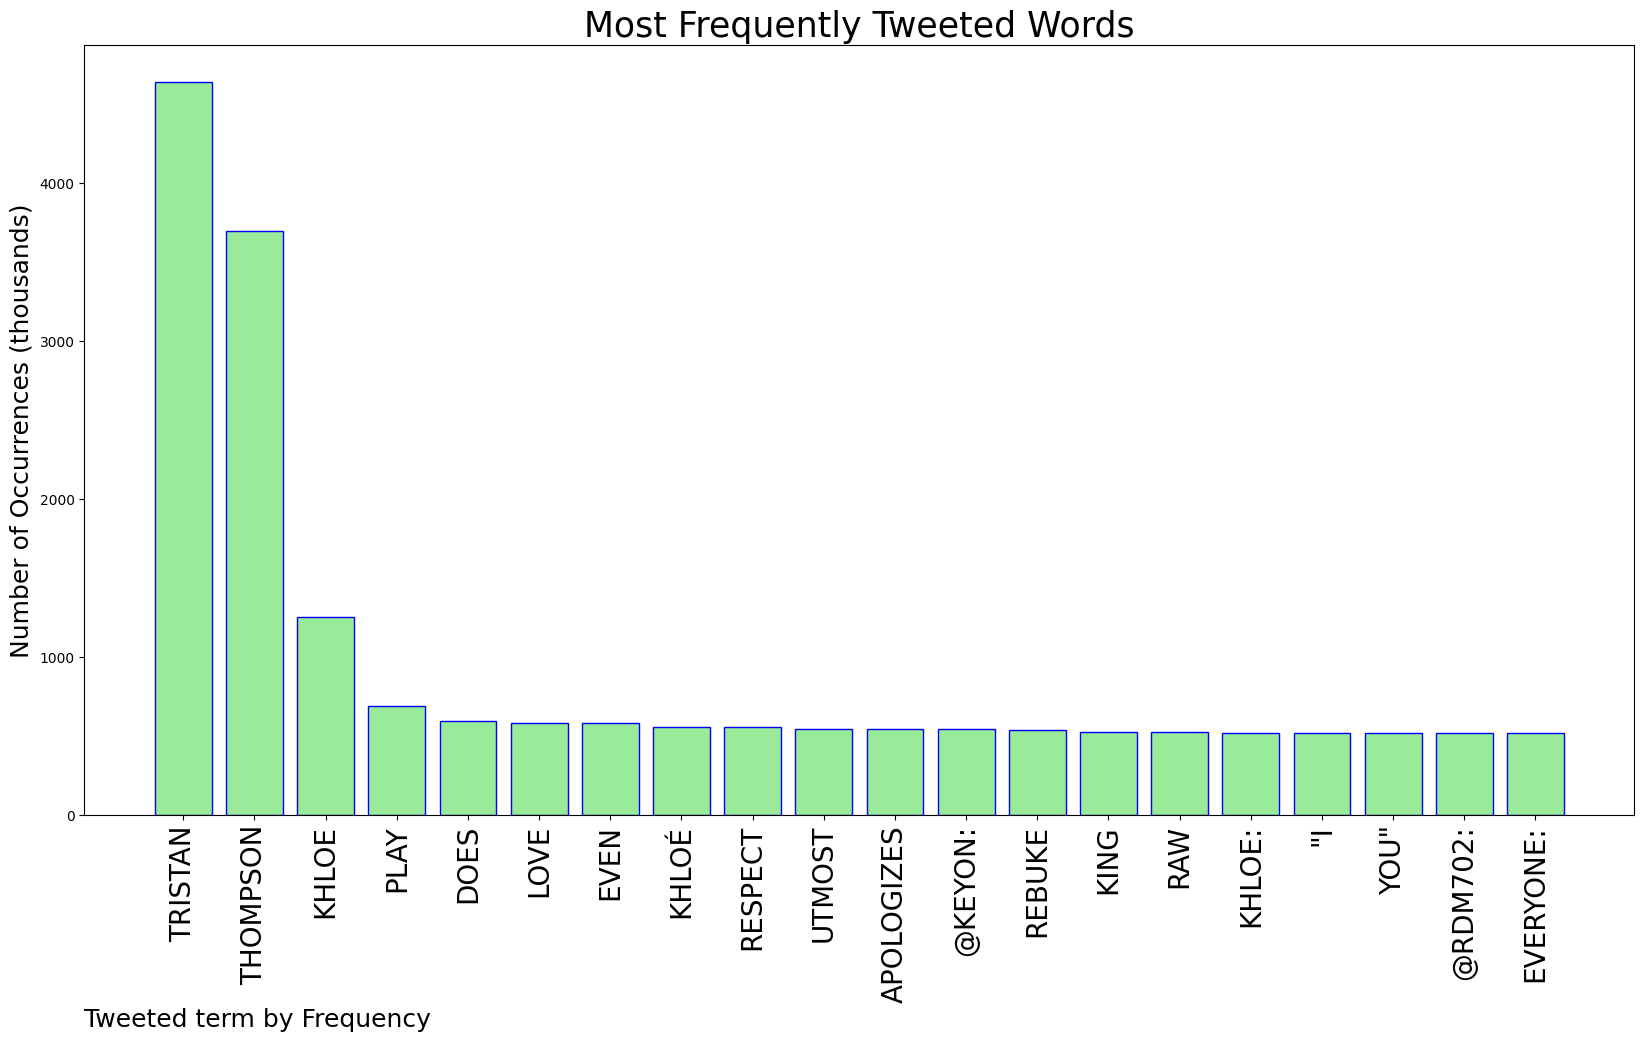 Most Frequently Tweeted Words
Number of Occurrences (thousands)
4000
3000
2000
1000
0
TRISTAN
THOMPSON
KHLOE
PLAY
DOES
LOVE
EVEN
KHLOÉ
RESPECT
UTMOST
APOLOGIZES
@KEYON:
REBUKE
KING
RAW
KHLOE:
"I
YOU"
@RDM702:
EVERYONE:
Tweeted term by Frequency